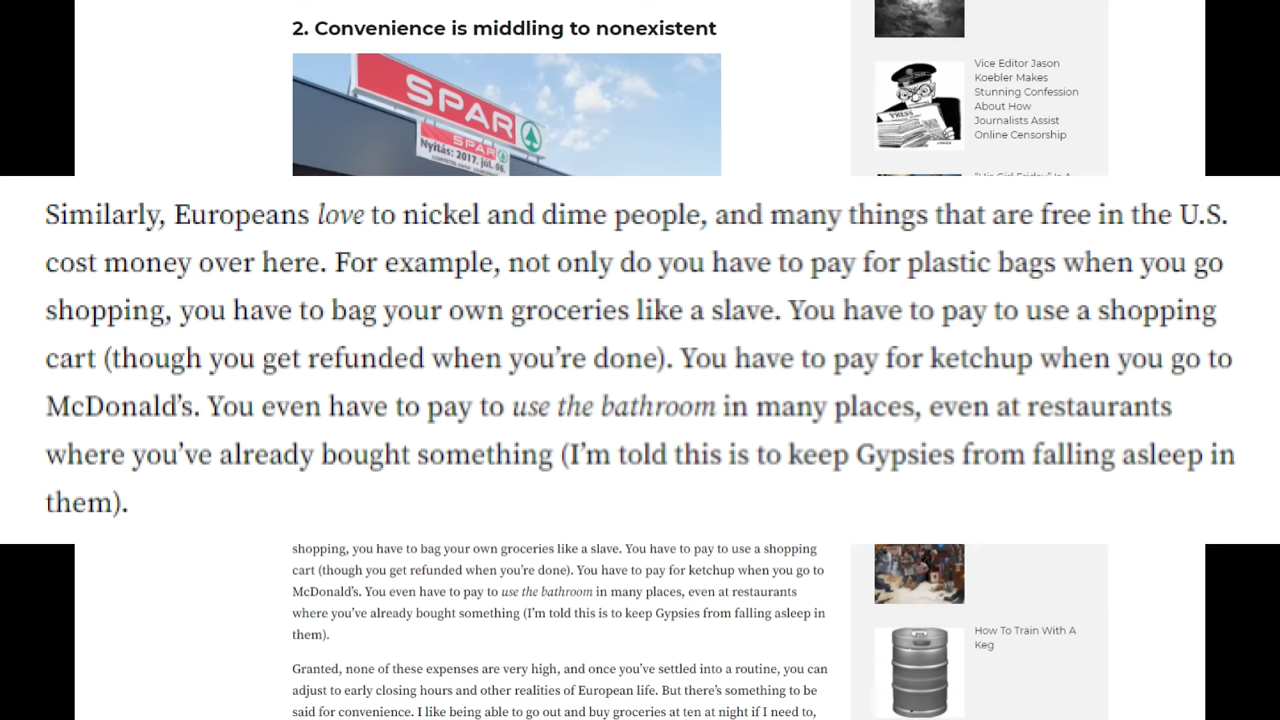 2. Convenience is middling to nonexistent
SPAR
SPAR
Nyitás: 2017. júl. 06.
Vice Editor Jason
Koebler Makes
Stunning Confession
About How
Journalists Assist
Online Censorship
PRESS
Similarly, Europeans love to nickel and dime people, and many things that are free in the U.S.
cost money over here. For example, not only do you have to pay for plastic bags when you go
shopping, you have to bag your own groceries like a slave. You have to pay to use a shopping
cart (though you get refunded when you’re done). You have to pay for ketchup when you go to
McDonald’s. You even have to pay to use the bathroom in many places, even at restaurants
where you’ve already bought something (I’m told this is to keep Gypsies from falling asleep in
them).
shopping, you have to bag your own groceries like a slave. You have to pay to use a shopping
cart (though you get refunded when you’re done). You have to pay for ketchup when you go to
McDonald’s. You even have to pay to use the bathroom in many places, even at restaurants
where you’ve already bought something (I’m told this is to keep Gypsies from falling asleep in
them).
Granted, none of these expenses are very high, and once you’ve settled into a routine, you can
adjust to early closing hours and other realities of European life. But there’s something to be
said for convenience. I like being able to go out and buy groceries at ten at night if I need to,
How To Train With A
Keg